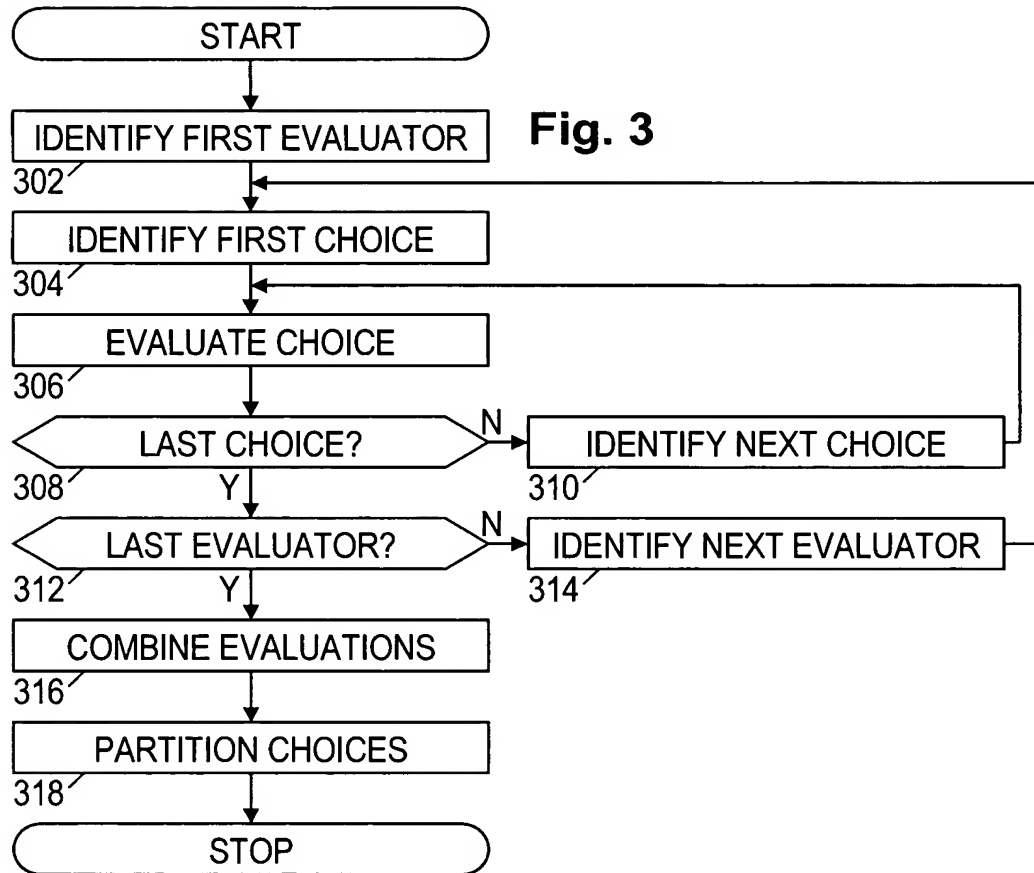 START
IDENTIFY FIRST EVALUATOR
Fig. 3
302
IDENTIFY FIRST CHOICE
304
EVALUATE CHOICE
306
LAST CHOICE?
N
IDENTIFY NEXT CHOICE
308
Y
310
LAST EVALUATOR?
N
IDENTIFY NEXT EVALUATOR
312
Y
314
COMBINE EVALUATIONS
316
PARTITION CHOICES
318
STOP